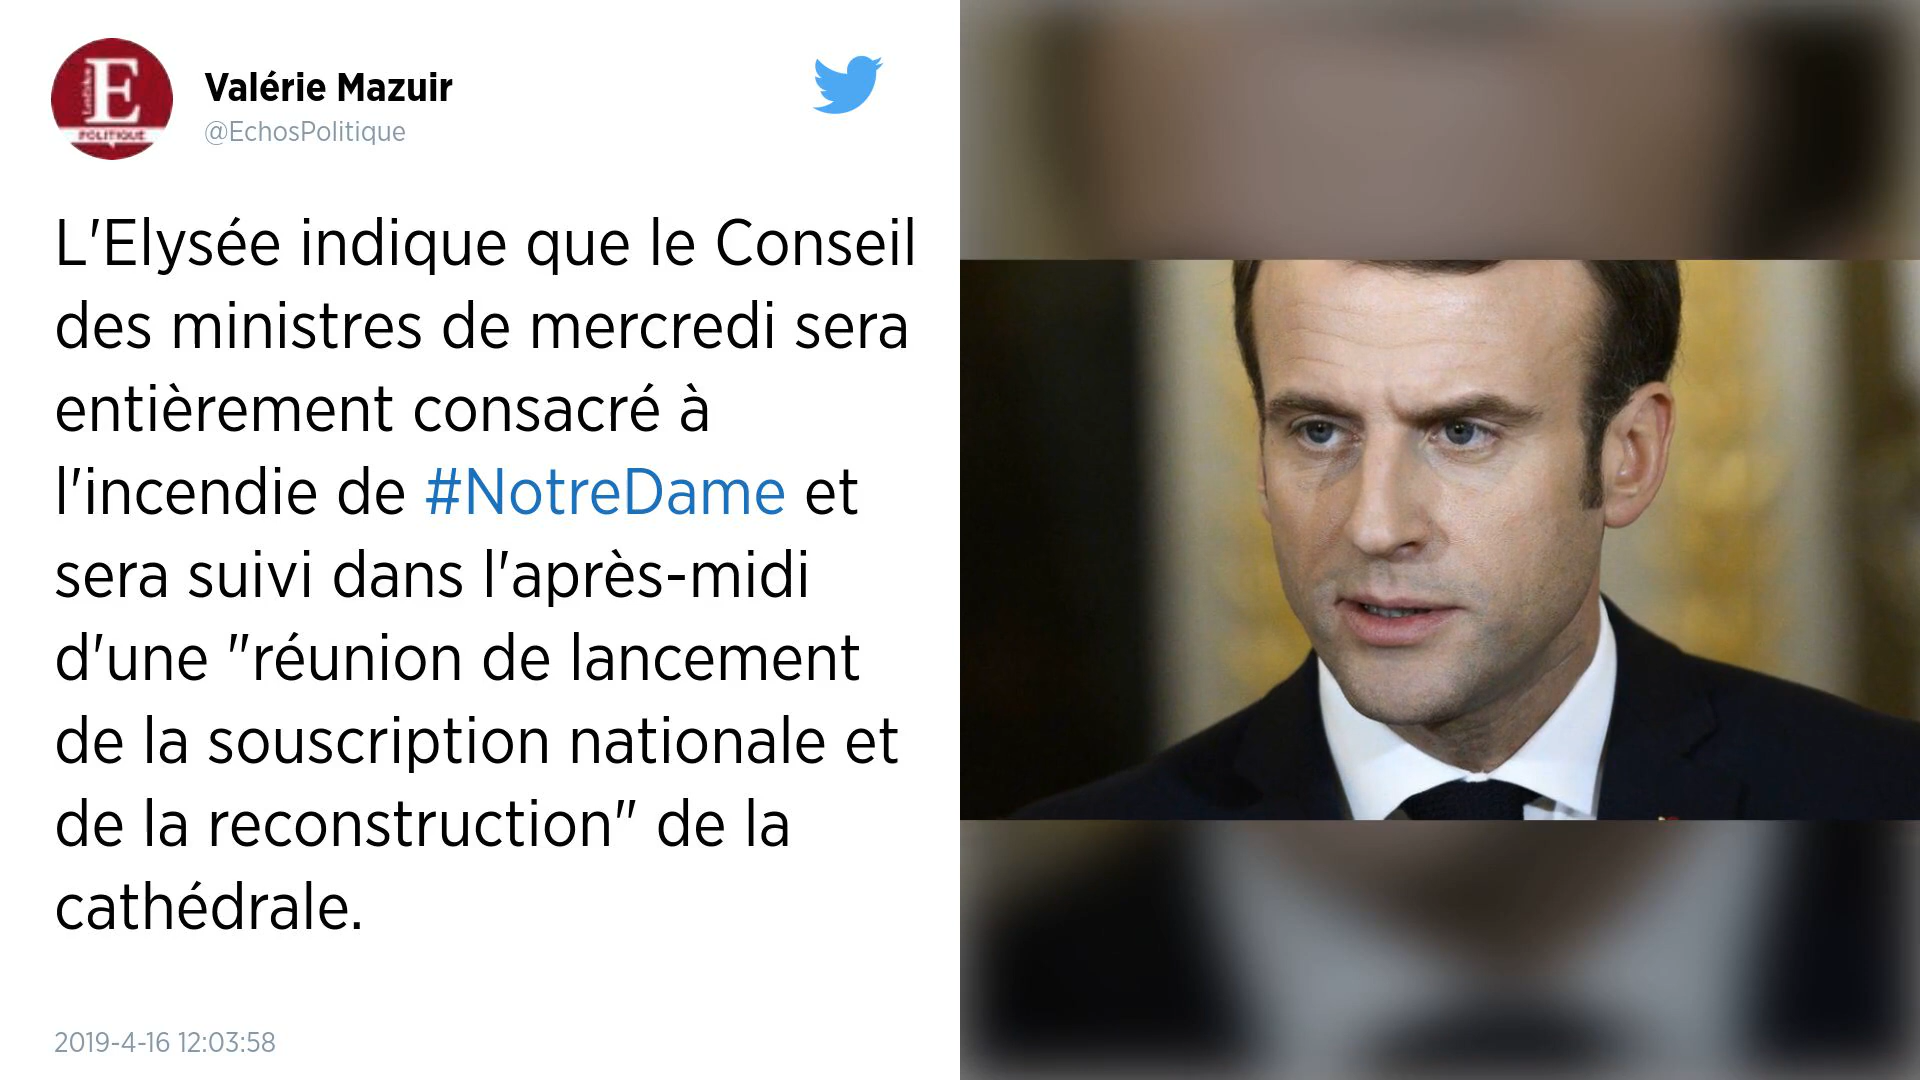 E
LesEchos
POLITIQUE
Valérie Mazuir
@EchosPolitique
L'Elysée indique que le Conseil
des ministres de mercredi sera
entièrement consacré à
l'incendie de #NotreDame et
sera suivi dans l'après-midi
d'une "réunion de lancement
de la souscription nationale et
de la reconstruction" de la
cathédrale.
2019-4-16 12:03:58